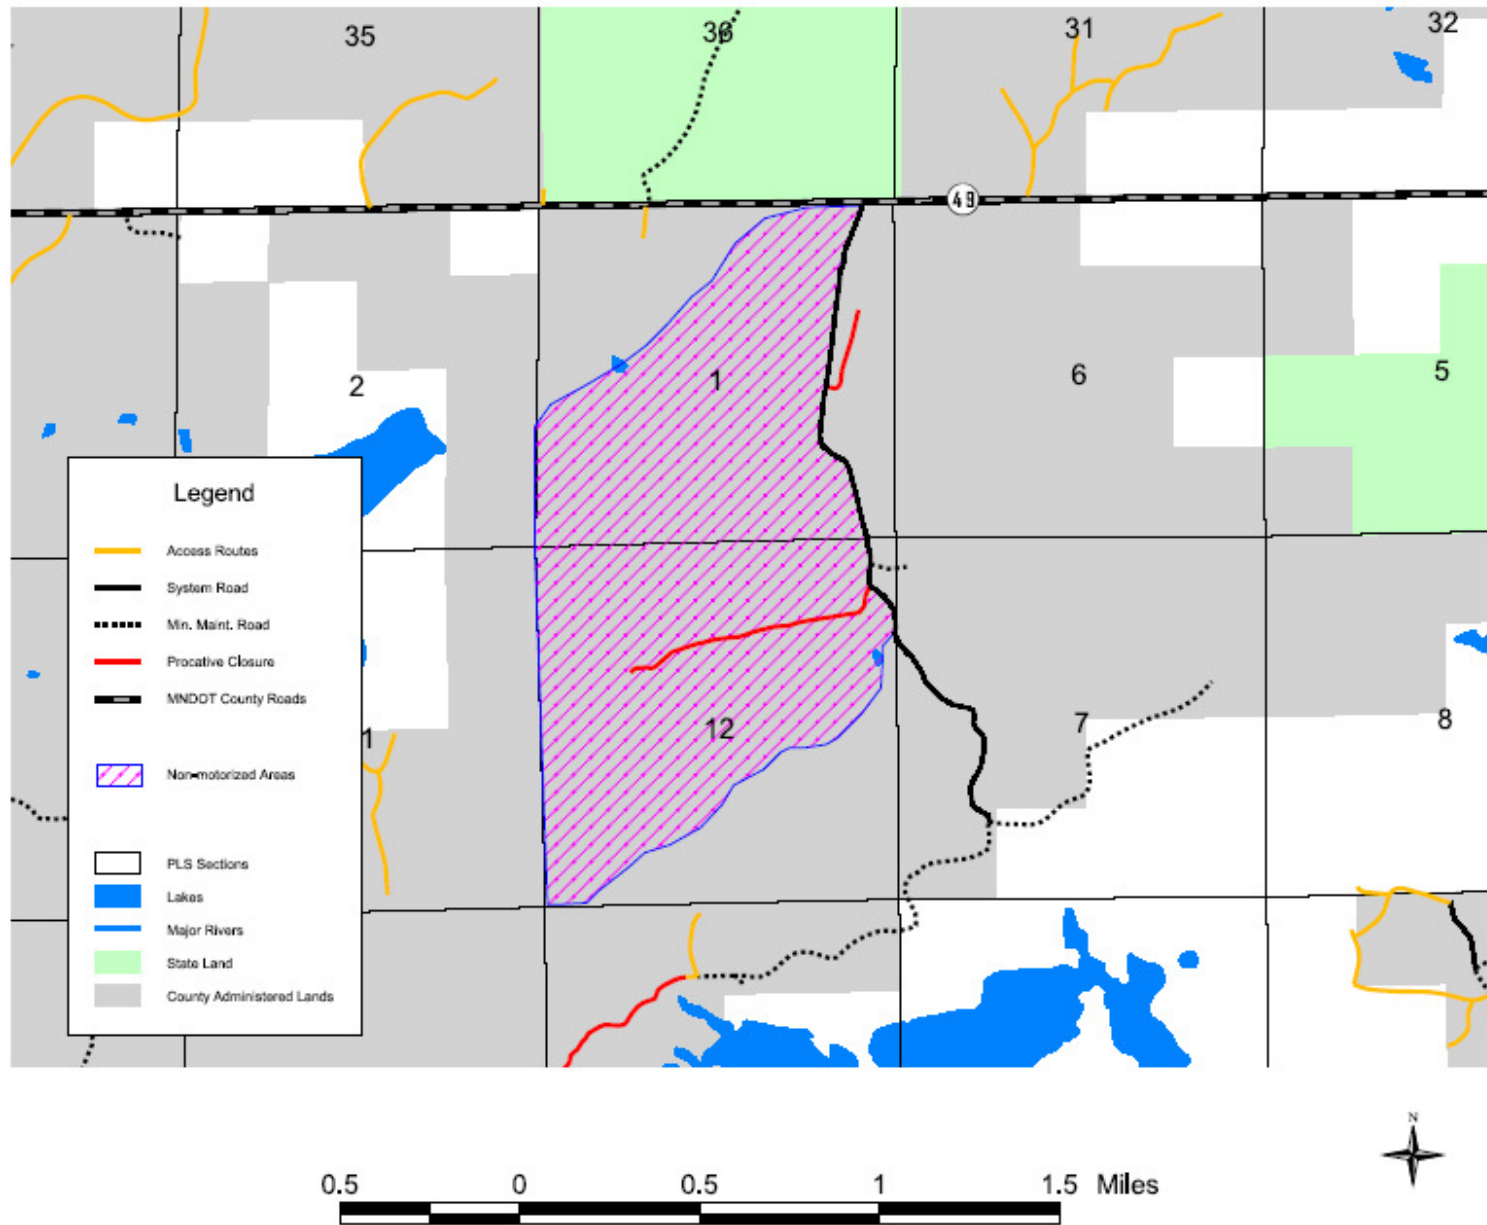 35
36
31
32
49
1
2
6
5
Legend
Access Routes
System Road
Min. Maint. Road
Procative Closure
MNDOT County Roads
Non-motorized Areas
PLS Sections
Lakes
Major Rivers
State Land
County Administered Lands
1
12
7
8
N
0.5 0 0.5 1 1.5 Miles